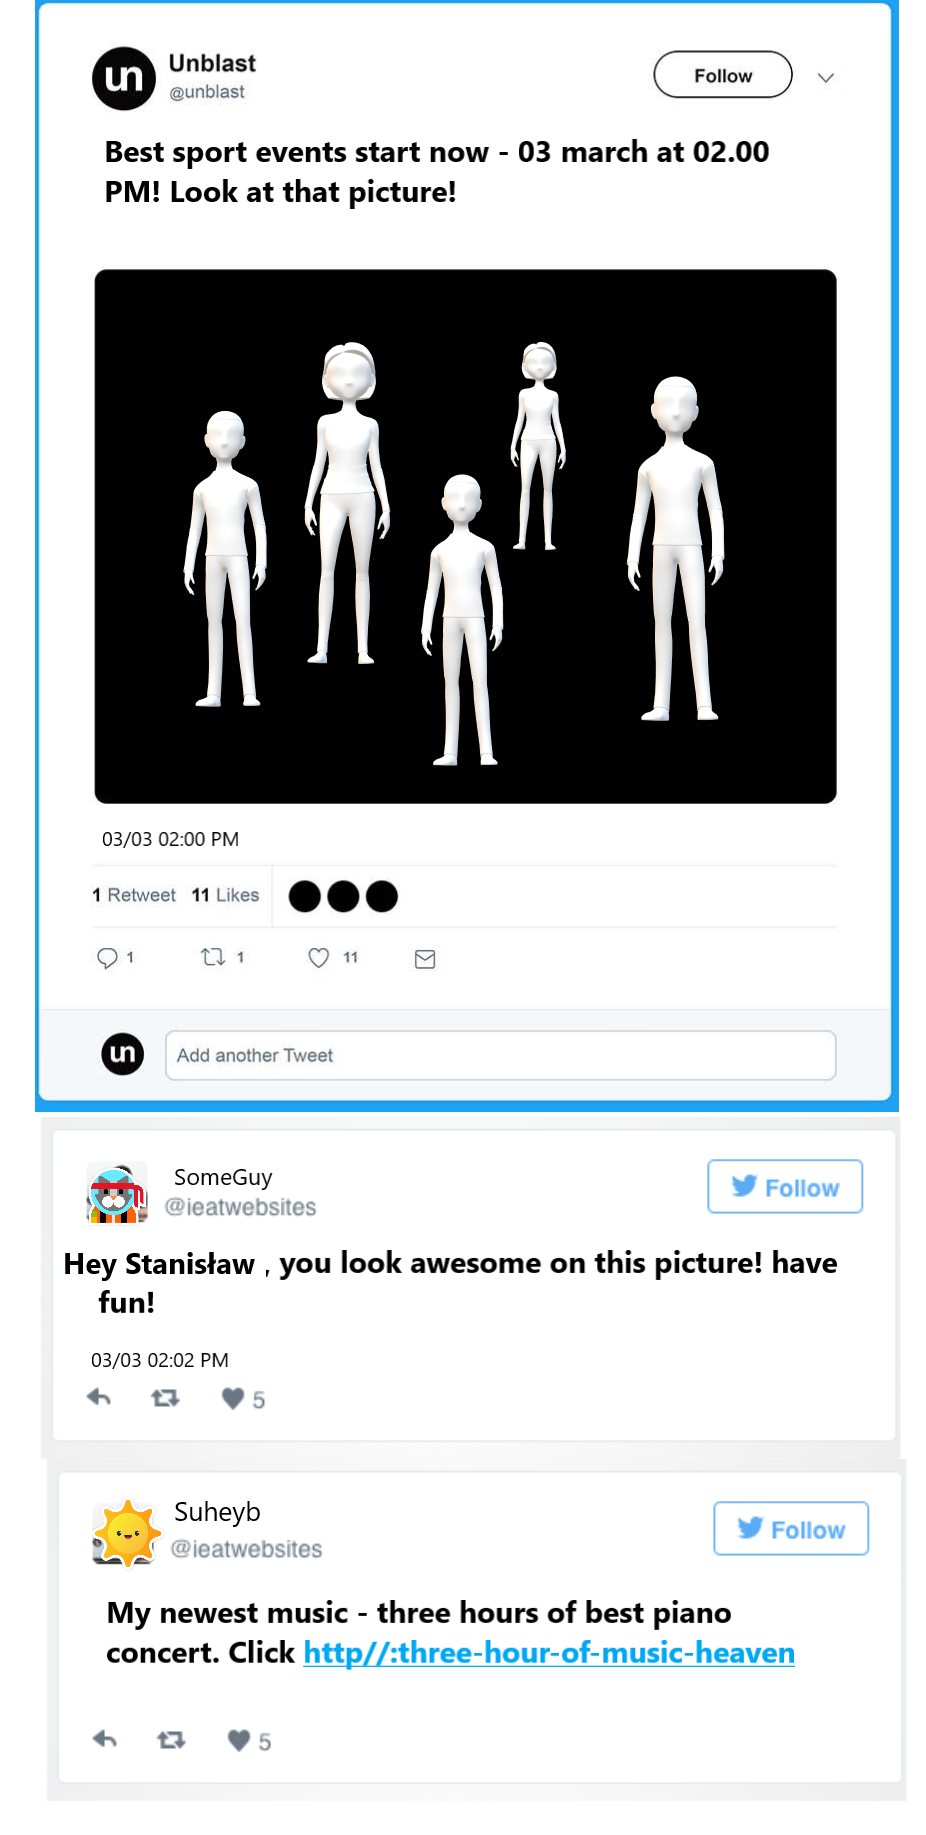 un
Unblast
@unblast
Follow
Best sport events start now - 03 march at 02.00
PM! Look at that picture!
03/03 02:00 PM
1 Retweet 11 Likes
1 1 11
un
Add another Tweet
SomeGuy
@ieatwebsites
Follow
Hey Stanisław , you look awesome on this picture! have
fun!
03/03 02:02 PM
5
Suheyb
@ieatwebsites
Follow
My newest music - three hours of best piano
concert. Click http//:three-hour-of-music-heaven
5